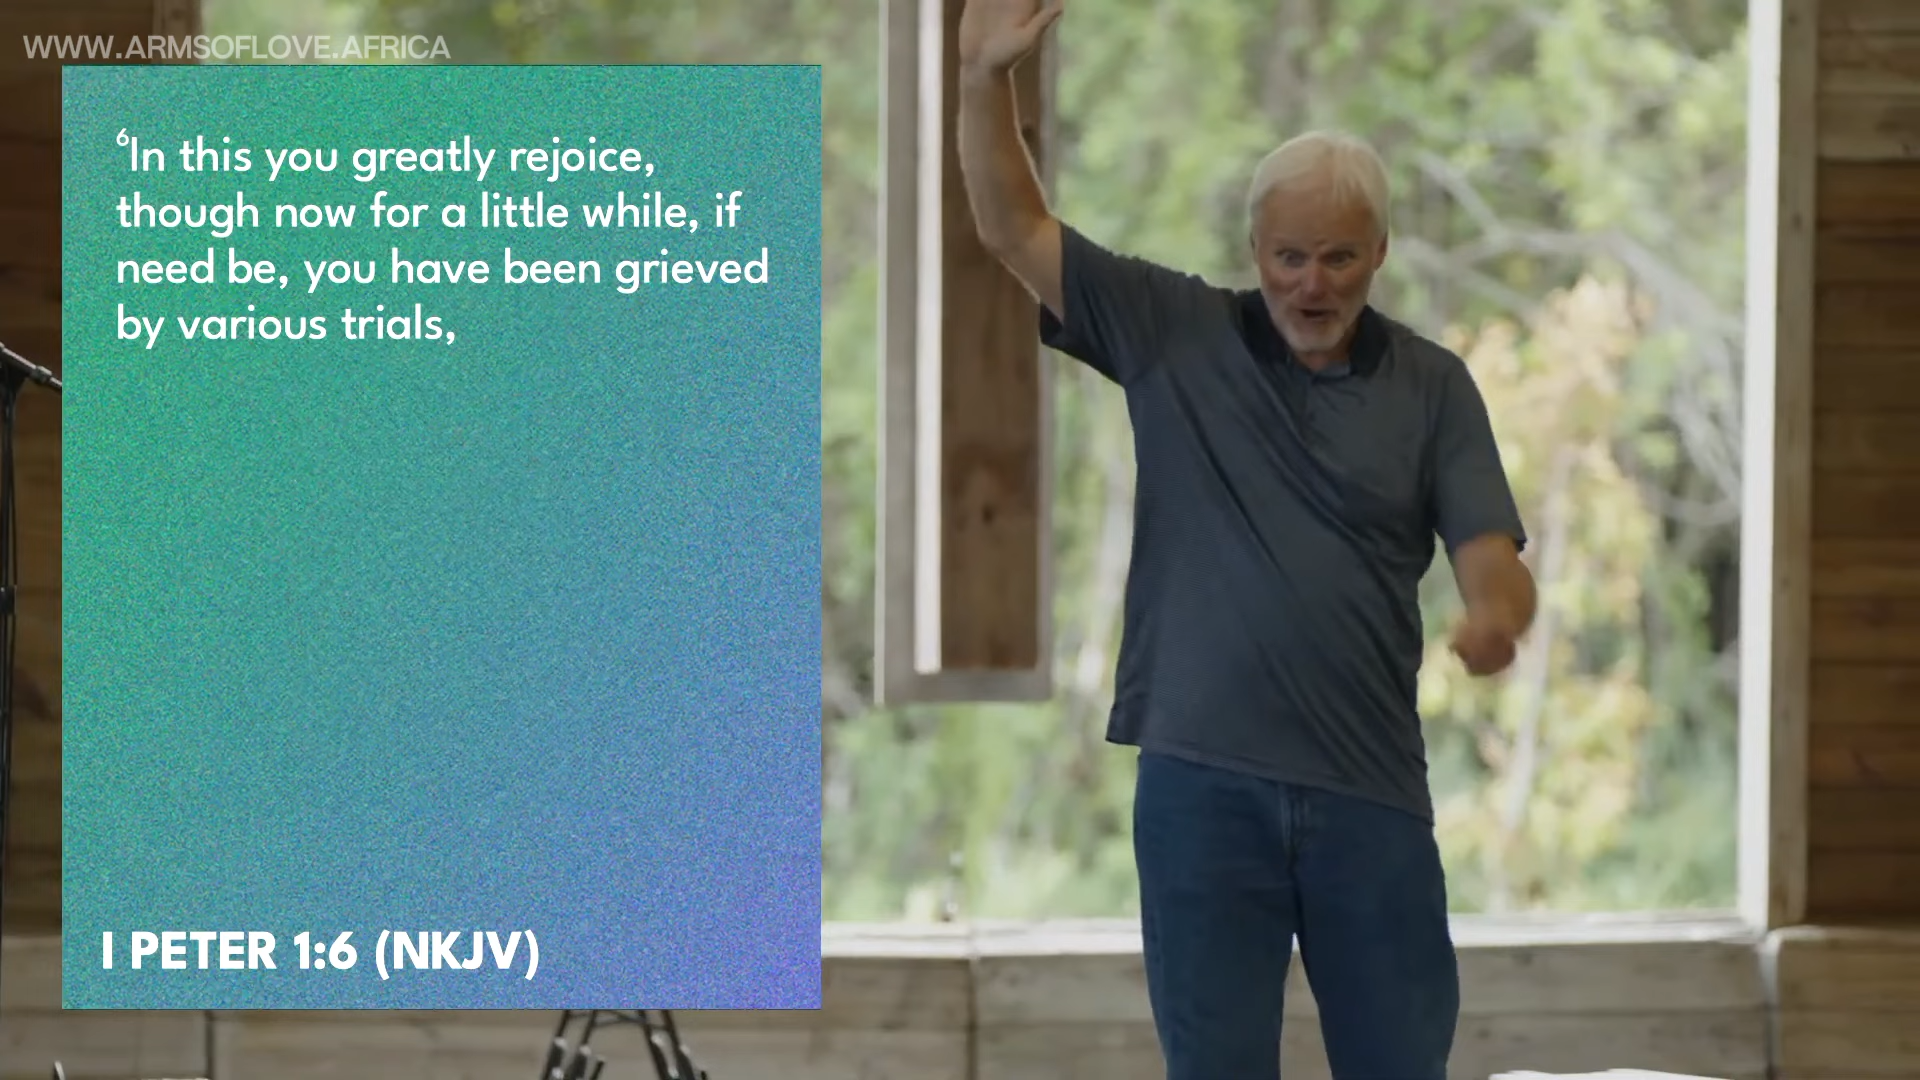 WWW.ARMSOFLOVE.AFRICA
⁶In this you greatly rejoice,
though now for a little while, if
need be, you have been grieved
by various trials,
I PETER 1:6 (NKJV)